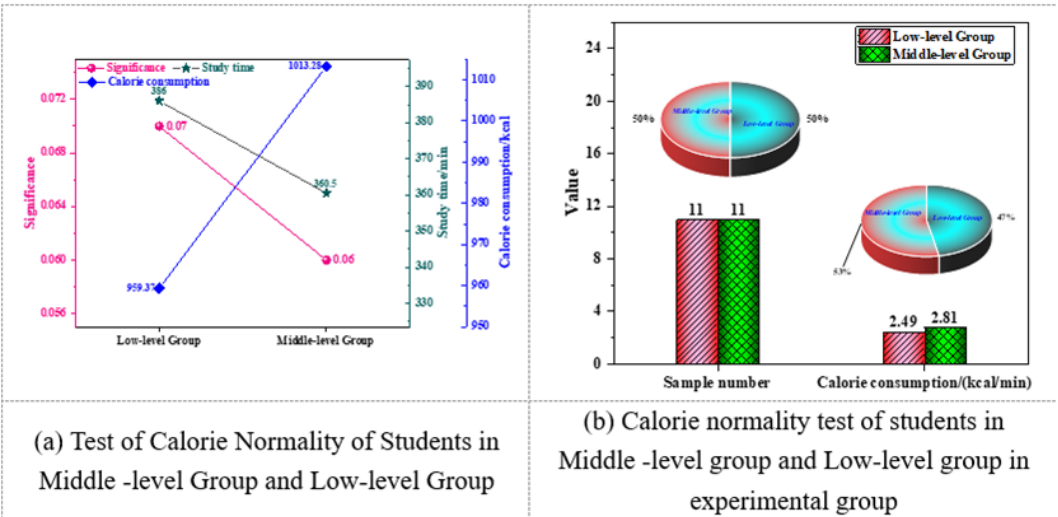 Significance
Study time
Calorie consumption
0.072
0.068
0.064
0.060
0.056
Significance
386
0.07
959.37
1013.28
360.5
0.06
390
380
370
360
350
340
330
Study time/min
1010
1000
990
980
970
960
950
Calorie consumption/kcal
Low-level Group
Middle-level Group
(a) Test of Calorie Normality of Students in
Middle -level Group and Low-level Group
Low-level Group
Middle-level Group
24
20
16
12
8
4
0
Value
50%
Middle-level Group
Low-level Group
50%
Middle-level Group
Low-level Group
47%
53%
11
11
2.49
2.81
Sample number
Calorie consumption/(kcal/min)
(b) Calorie normality test of students in
Middle -level group and Low-level group in
experimental group